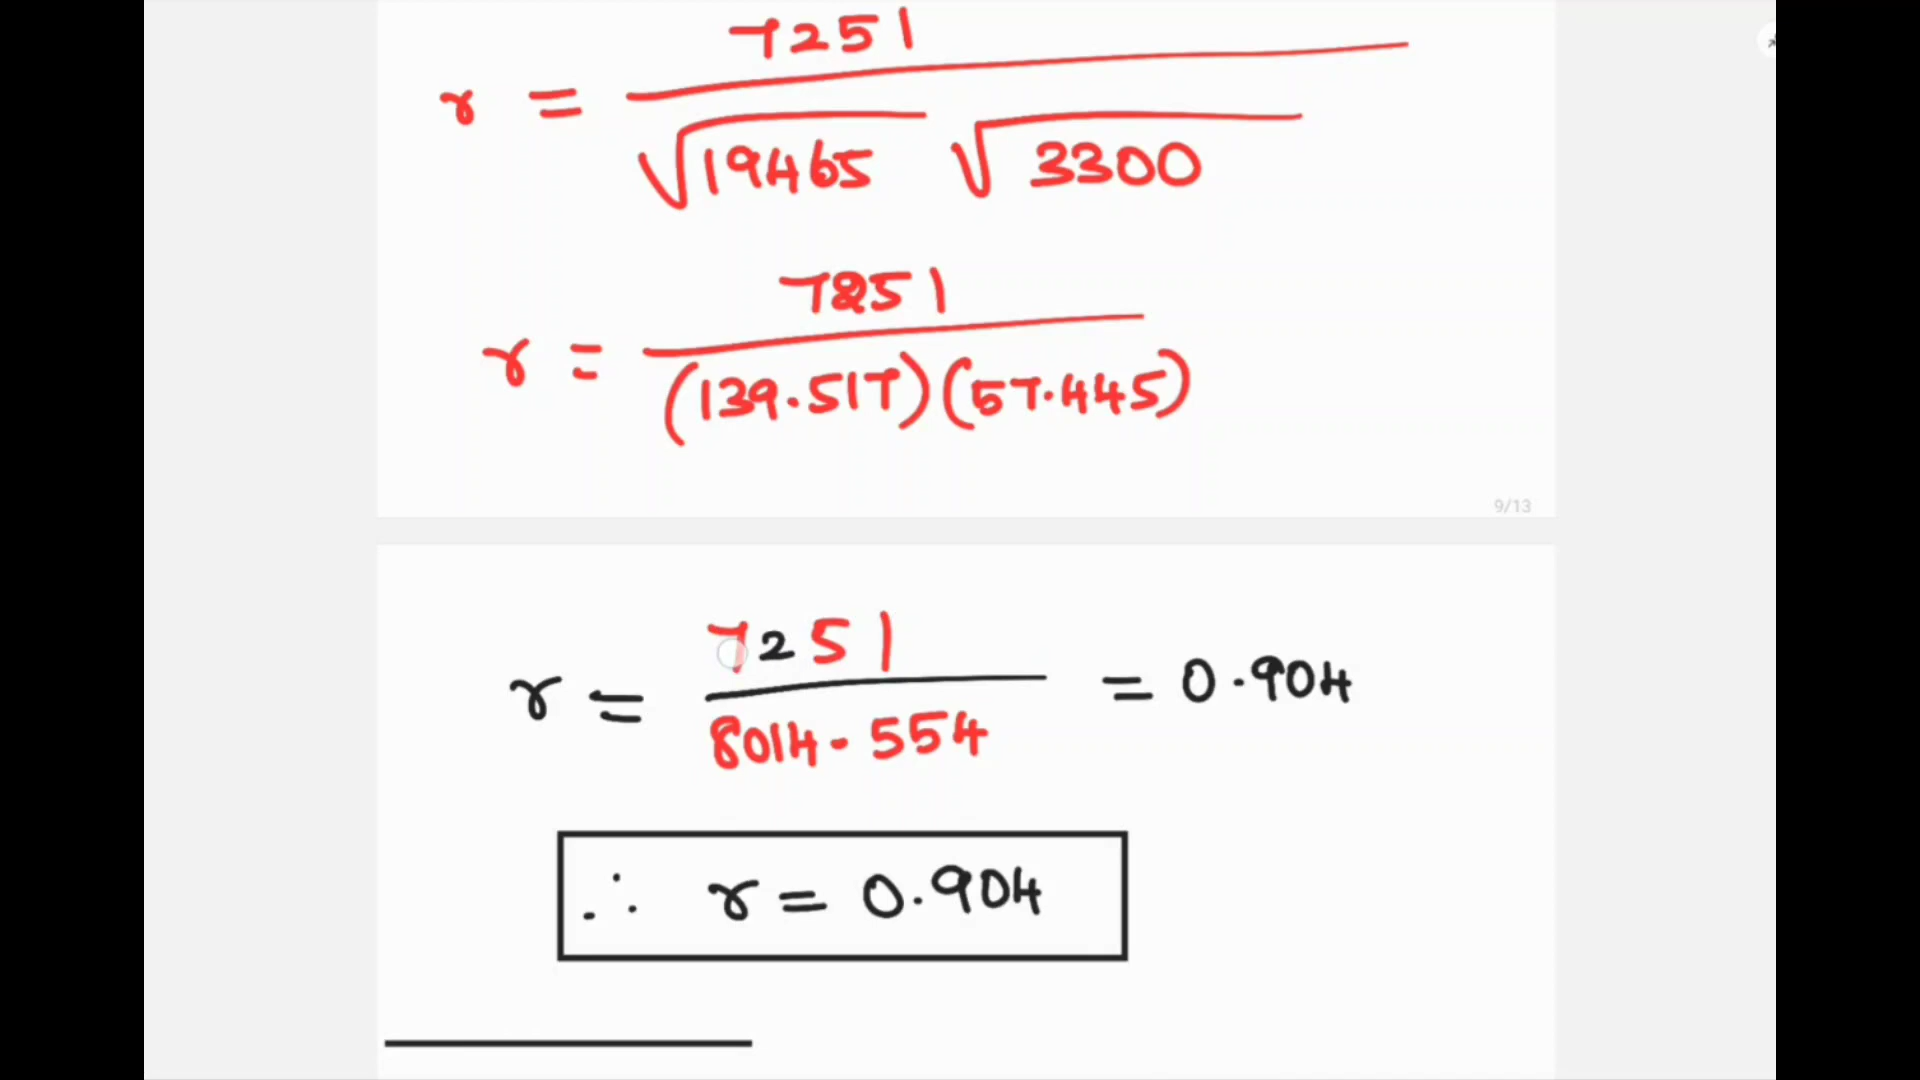 7251
r =
√19465 √3300
7251
r =
(139.517)(57.445)
9/13
7251
r = = 0.904
8014.554
∴ r = 0.904